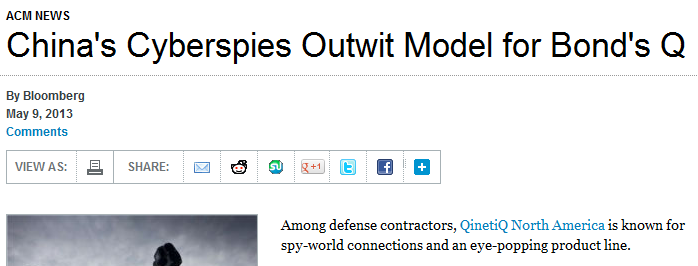 ACM NEWS
China's Cyberspies Outwit Model for Bond's Q
By Bloomberg
May 9, 2013
Comments
VIEW AS: SHARE: g +1
Among defense contractors, QinetiQ North America is known for
spy-world connections and an eye-popping product line.